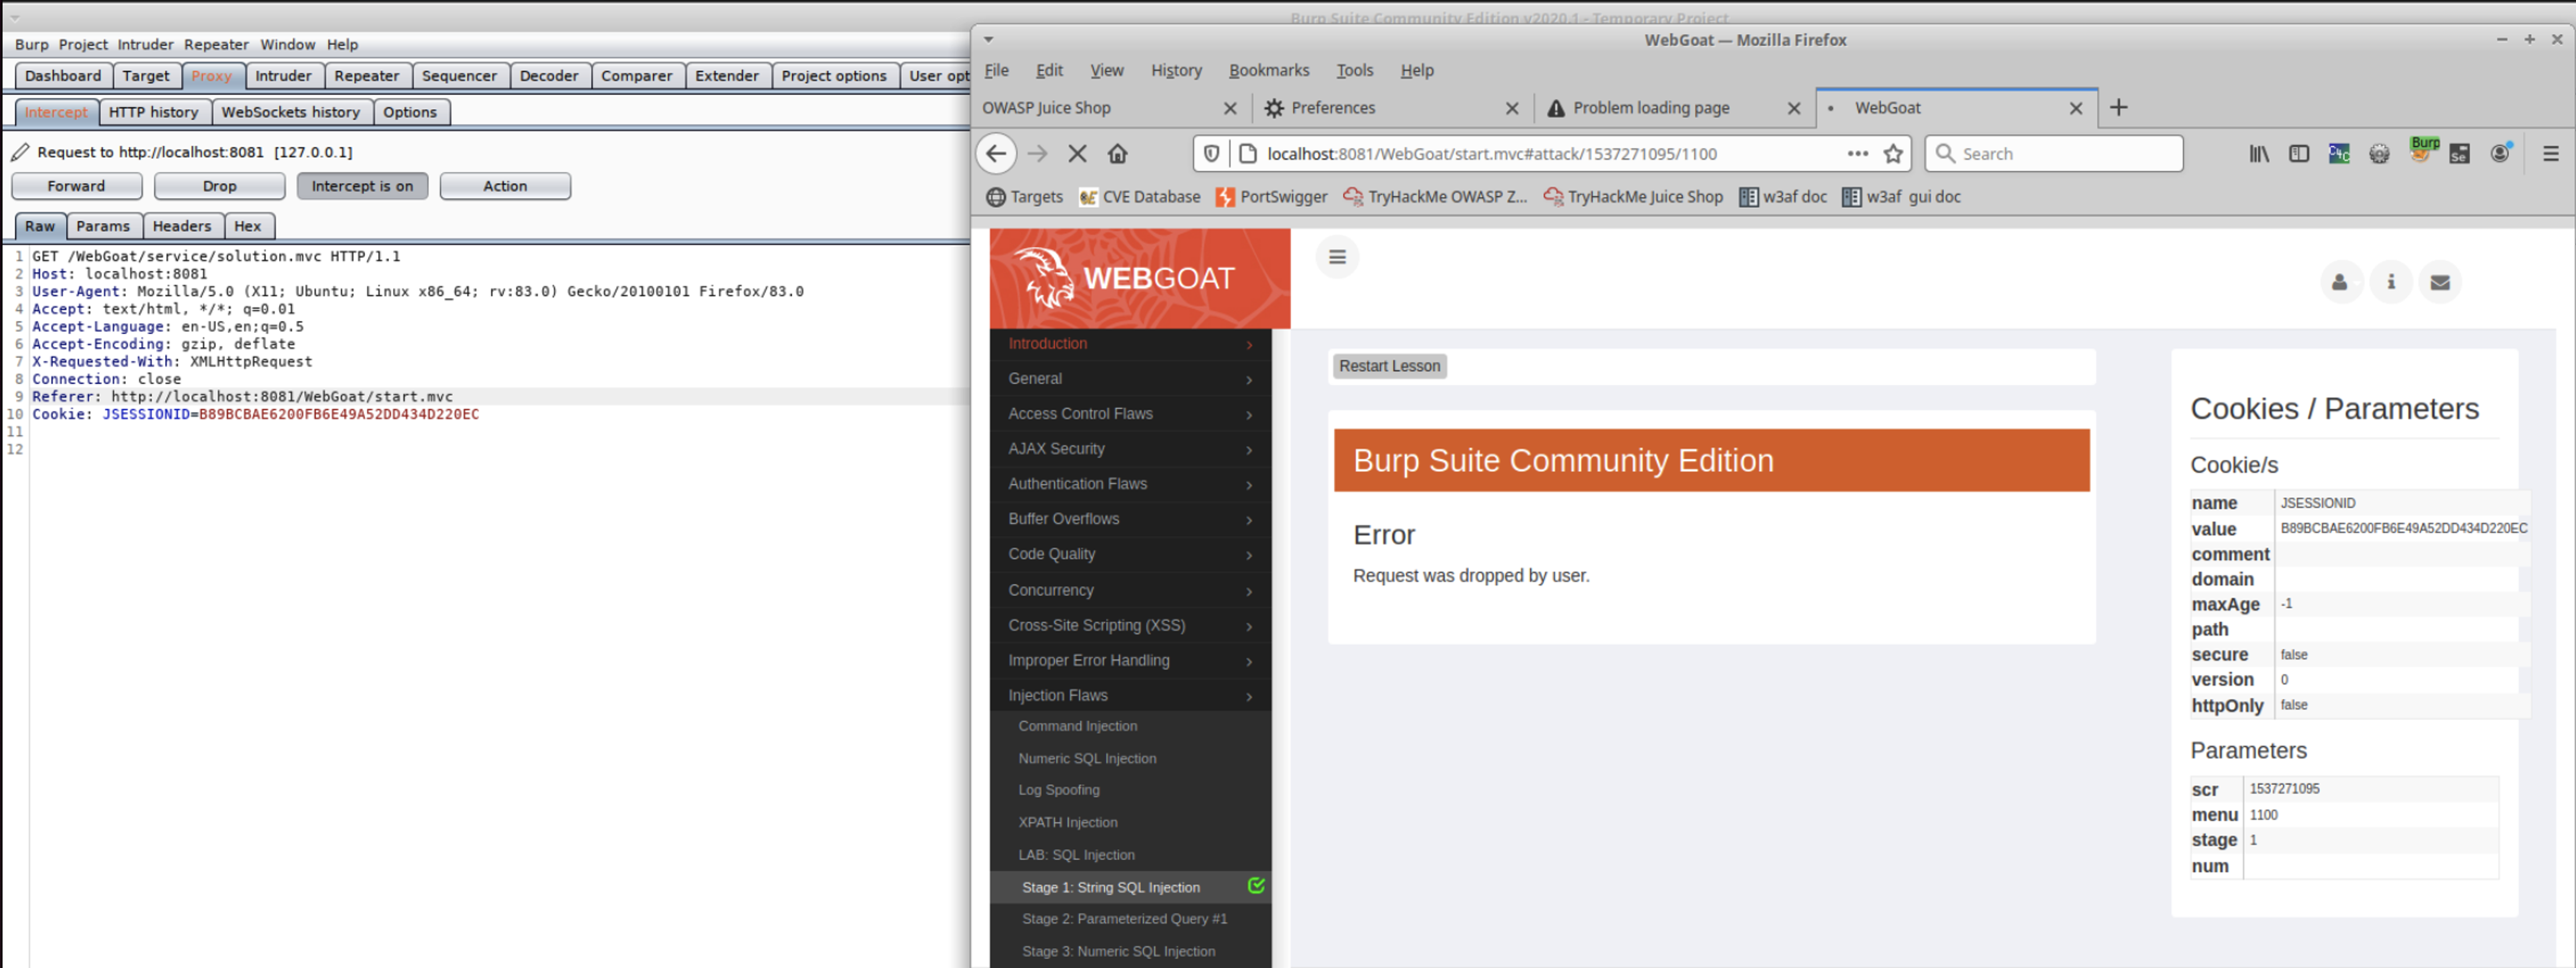 Burp Suite Community Edition v2020.1 - Temporary Project
Burp Project Intruder Repeater Window Help
Dashboard Target Proxy Intruder Repeater Sequencer Decoder Comparer Extender Project options User opt
Intercept HTTP history WebSockets history Options
Request to http://localhost:8081 [127.0.0.1]
Forward Drop Intercept is on Action
Raw Params Headers Hex
1 GET /WebGoat/service/solution.mvc HTTP/1.1
2 Host: localhost:8081
3 User-Agent: Mozilla/5.0 (X11; Ubuntu; Linux x86_64; rv:83.0) Gecko/20100101 Firefox/83.0
4 Accept: text/html, */*; q=0.01
5 Accept-Language: en-US,en;q=0.5
6 Accept-Encoding: gzip, deflate
7 X-Requested-With: XMLHttpRequest
8 Connection: close
9 Referer: http://localhost:8081/WebGoat/start.mvc
10 Cookie: JSESSIONID=B89BCBAE6200FB6E49A52DD434D220EC
11
12
WebGoat — Mozilla Firefox
File Edit View History Bookmarks Tools Help
OWASP Juice Shop Preferences Problem loading page WebGoat
localhost:8081/WebGoat/start.mvc#attack/1537271095/1100 Search Burp Se
Targets CVE Database PortSwigger TryHackMe OWASP Z... TryHackMe Juice Shop w3af doc w3af gui doc
WEBGOAT
Introduction
General
Access Control Flaws
AJAX Security
Authentication Flaws
Buffer Overflows
Code Quality
Concurrency
Cross-Site Scripting (XSS)
Improper Error Handling
Injection Flaws
Command Injection
Numeric SQL Injection
Log Spoofing
XPATH Injection
LAB: SQL Injection
Stage 1: String SQL Injection
Stage 2: Parameterized Query #1
Stage 3: Numeric SQL Injection
Restart Lesson
Burp Suite Community Edition
Error
Request was dropped by user.
Cookies / Parameters
Cookie/s
name JSESSIONID
value B89BCBAE6200FB6E49A52DD434D220EC
comment
domain
maxAge -1
path
secure false
version 0
httpOnly false
Parameters
scr 1537271095
menu 1100
stage 1
num